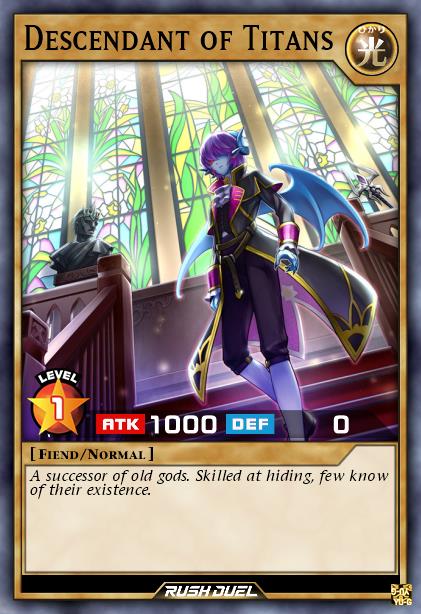 DESCENDANT OF TITANS
ひかり
光
LEVEL
1
ATK 1000 DEF 0
[FIEND/NORMAL]
A successor of old gods. Skilled at hiding, few know
of their existence.
RUSH DUEL